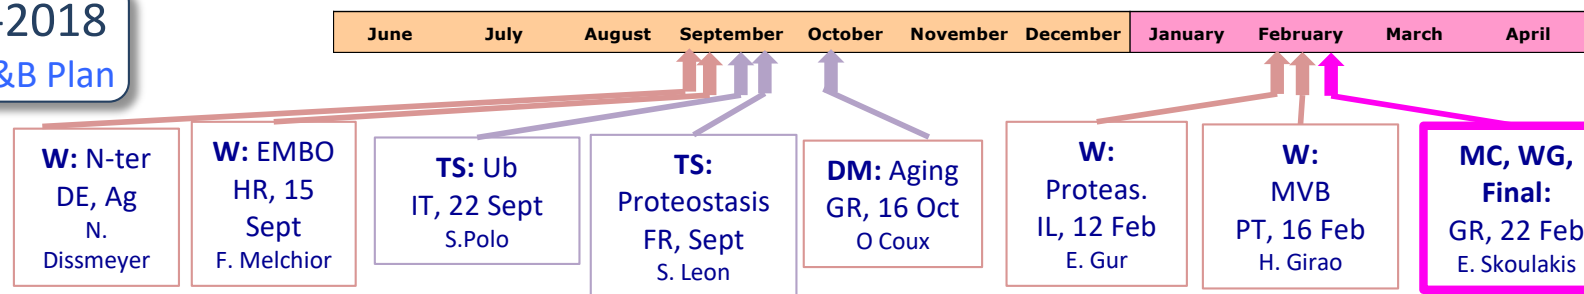 -2018
&B Plan
June July August September October November December January February March April
W: N-ter
DE, Ag
N.
Dissmeyer
W: EMBO
HR, 15
Sept
F. Melchior
TS: Ub
IT, 22 Sept
S.Polo
TS:
Proteostasis
FR, Sept
S. Leon
DM: Aging
GR, 16 Oct
O Coux
W:
Proteas.
IL, 12 Feb
E. Gur
W:
MVB
PT, 16 Feb
H. Girao
MC, WG,
Final:
GR, 22 Feb
E. Skoulakis